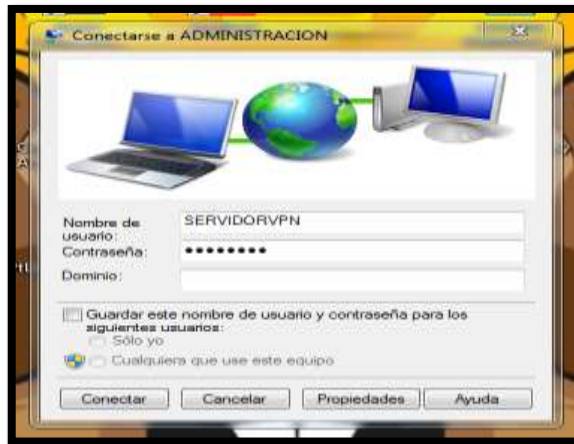 Conectarse a ADMINISTRACION
Nombre de
usuario:
SERVIDORVPN
Contraseña:
••••••••
Dominio:
Guardar este nombre de usuario y contraseña para los
siguientes usuarios:
Sólo yo
Cualquiera que use este equipo
Conectar
Cancelar
Propiedades
Ayuda